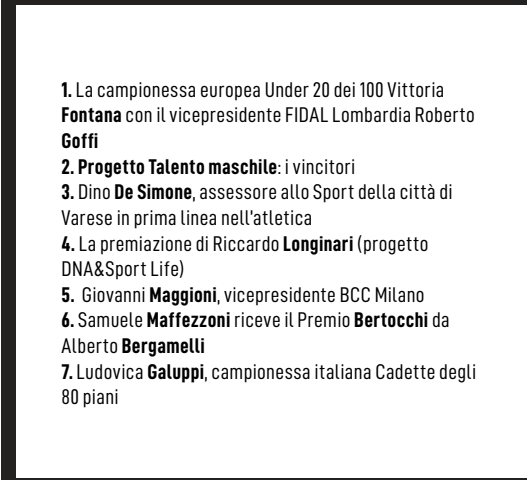 1. La campionessa europea Under 20 dei 100 Vittoria
Fontana con il vicepresidente FIDAL Lombardia Roberto
Goffi
2. Progetto Talento maschile: i vincitori
3. Dino De Simone, assessore allo Sport della città di
Varese in prima linea nell'atletica
4. La premiazione di Riccardo Longinari (progetto
DNA&Sport Life)
5. Giovanni Maggioni, vicepresidente BCC Milano
6. Samuele Maffezzoni riceve il Premio Bertocchi da
Alberto Bergamelli
7. Ludovica Galuppi, campionessa italiana Cadette degli
80 piani